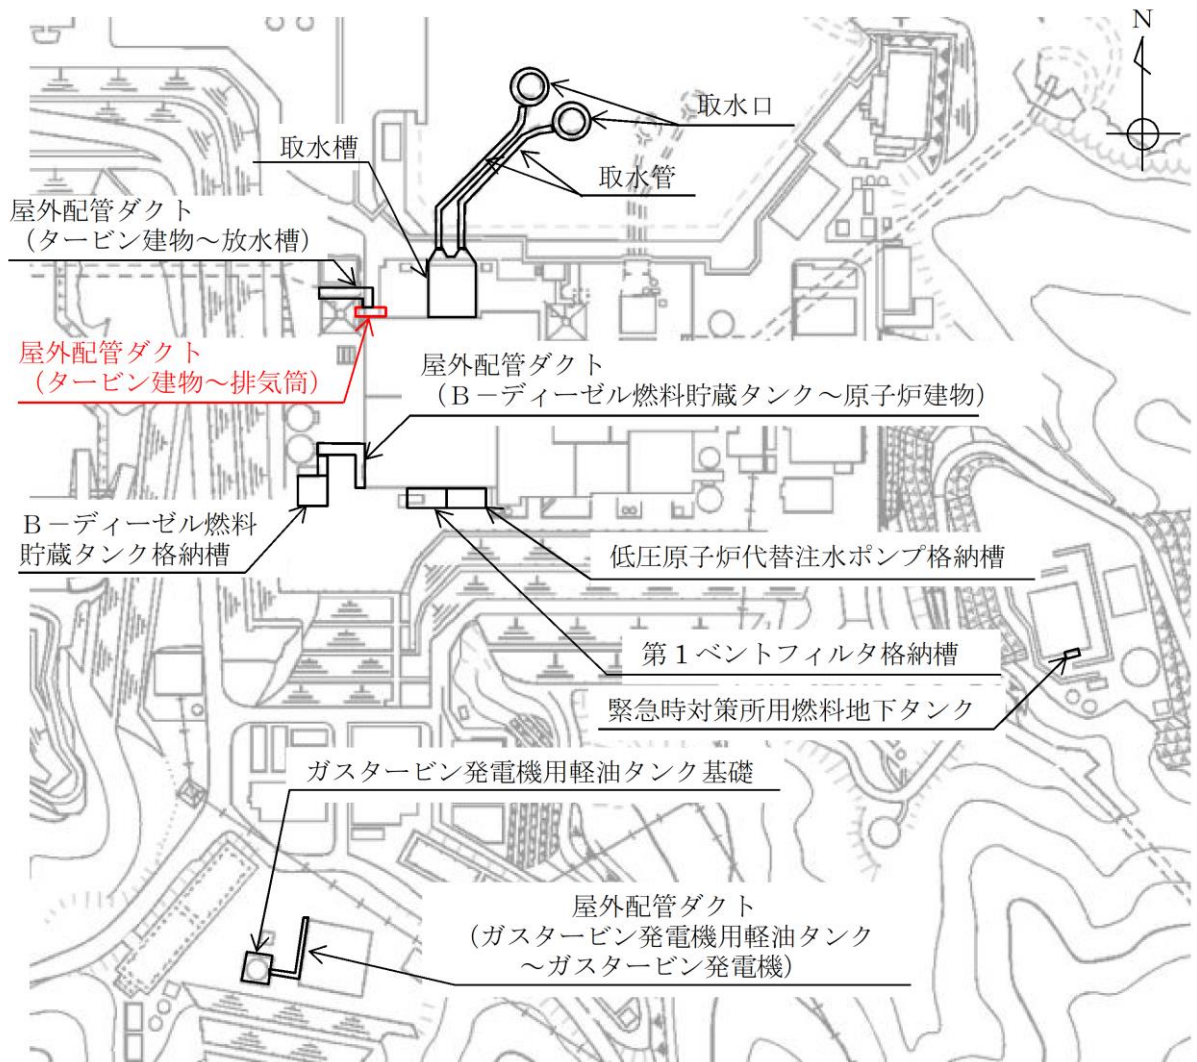 N
取水口
取水槽
取水管
屋外配管ダクト
(タービン建物~放水槽)
屋外配管ダクト
(タービン建物~排気筒)
屋外配管ダクト
(B-ディーゼル燃料貯蔵タンク~原子炉建物)
B-ディーゼル燃料
貯蔵タンク格納槽
低圧原子炉代替注水ポンプ格納槽
第1ベントフィルタ格納槽
緊急時対策所用燃料地下タンク
ガスタービン発電機用軽油タンク基礎
屋外配管ダクト
(ガスタービン発電機用軽油タンク
~ガスタービン発電機)